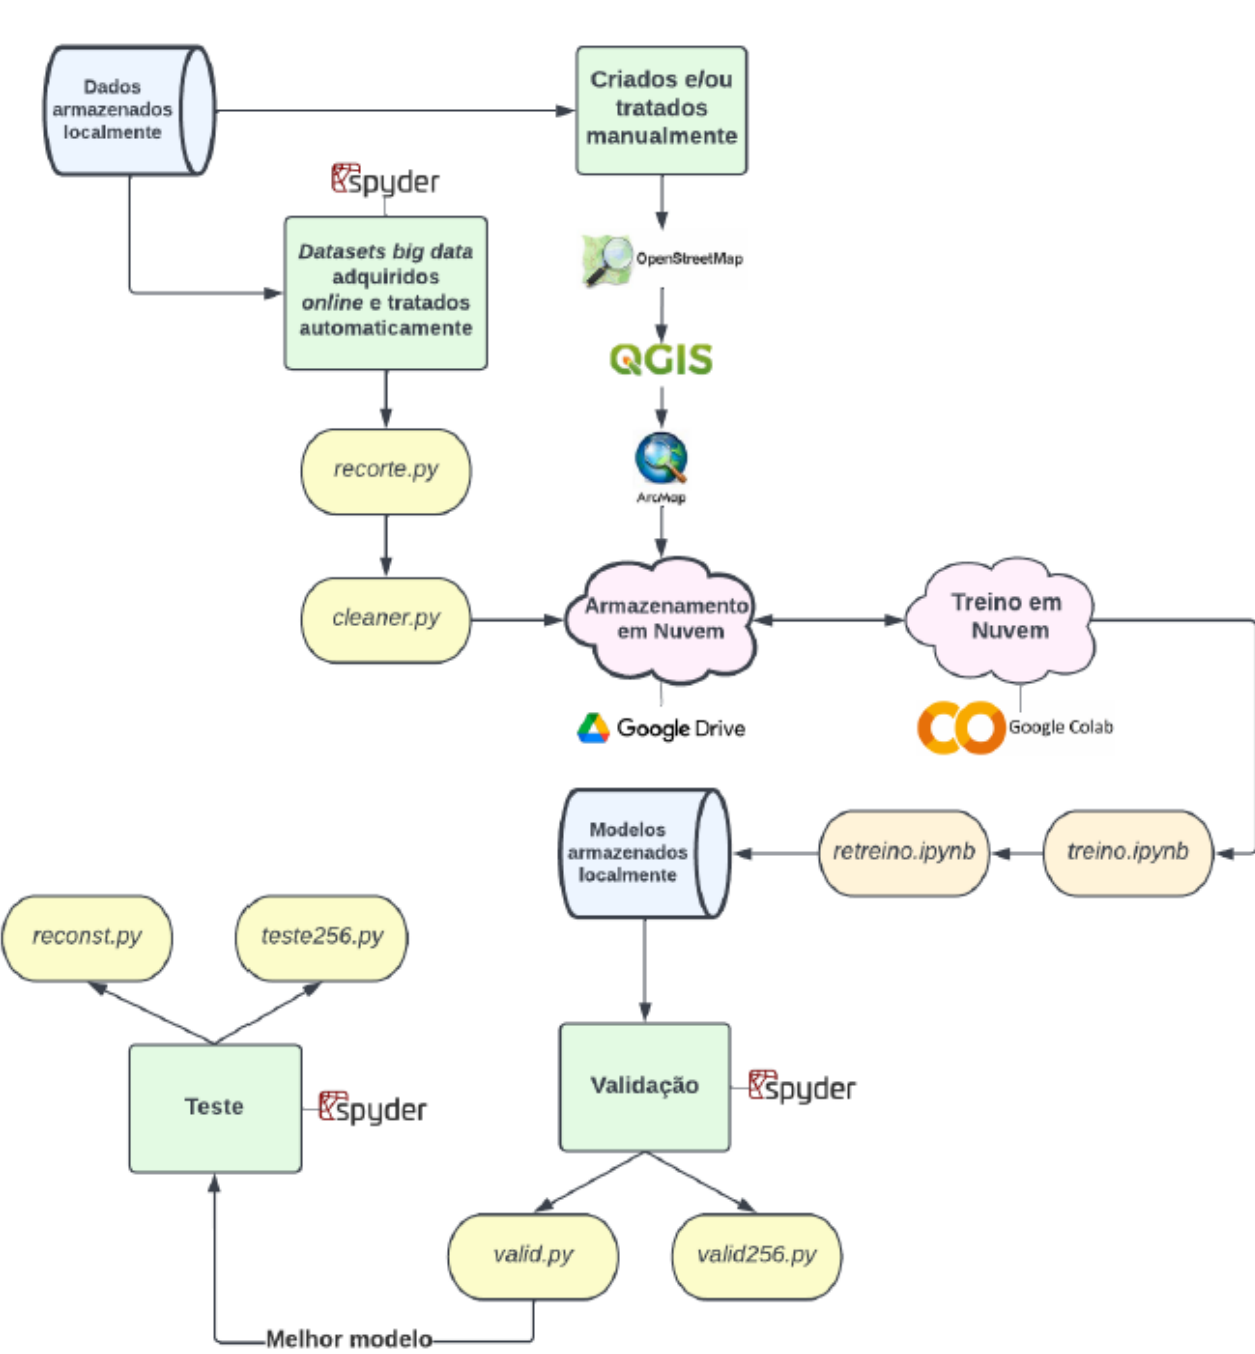 Dados
armazenados
localmente
Criados e/ou
tratados
manualmente
spyder
Datasets big data
adquiridos
online e tratados
automaticamente
OpenStreetMap
QGIS
recorte.py
ArcMap
cleaner.py
Armazenamento
em Nuvem
Treino em
Nuvem
Google Drive
Google Colab
Modelos
armazenados
localmente
retreino.ipynb
treino.ipynb
reconst.py
teste256.py
Teste
spyder
Validação
spyder
valid.py
valid256.py
Melhor modelo